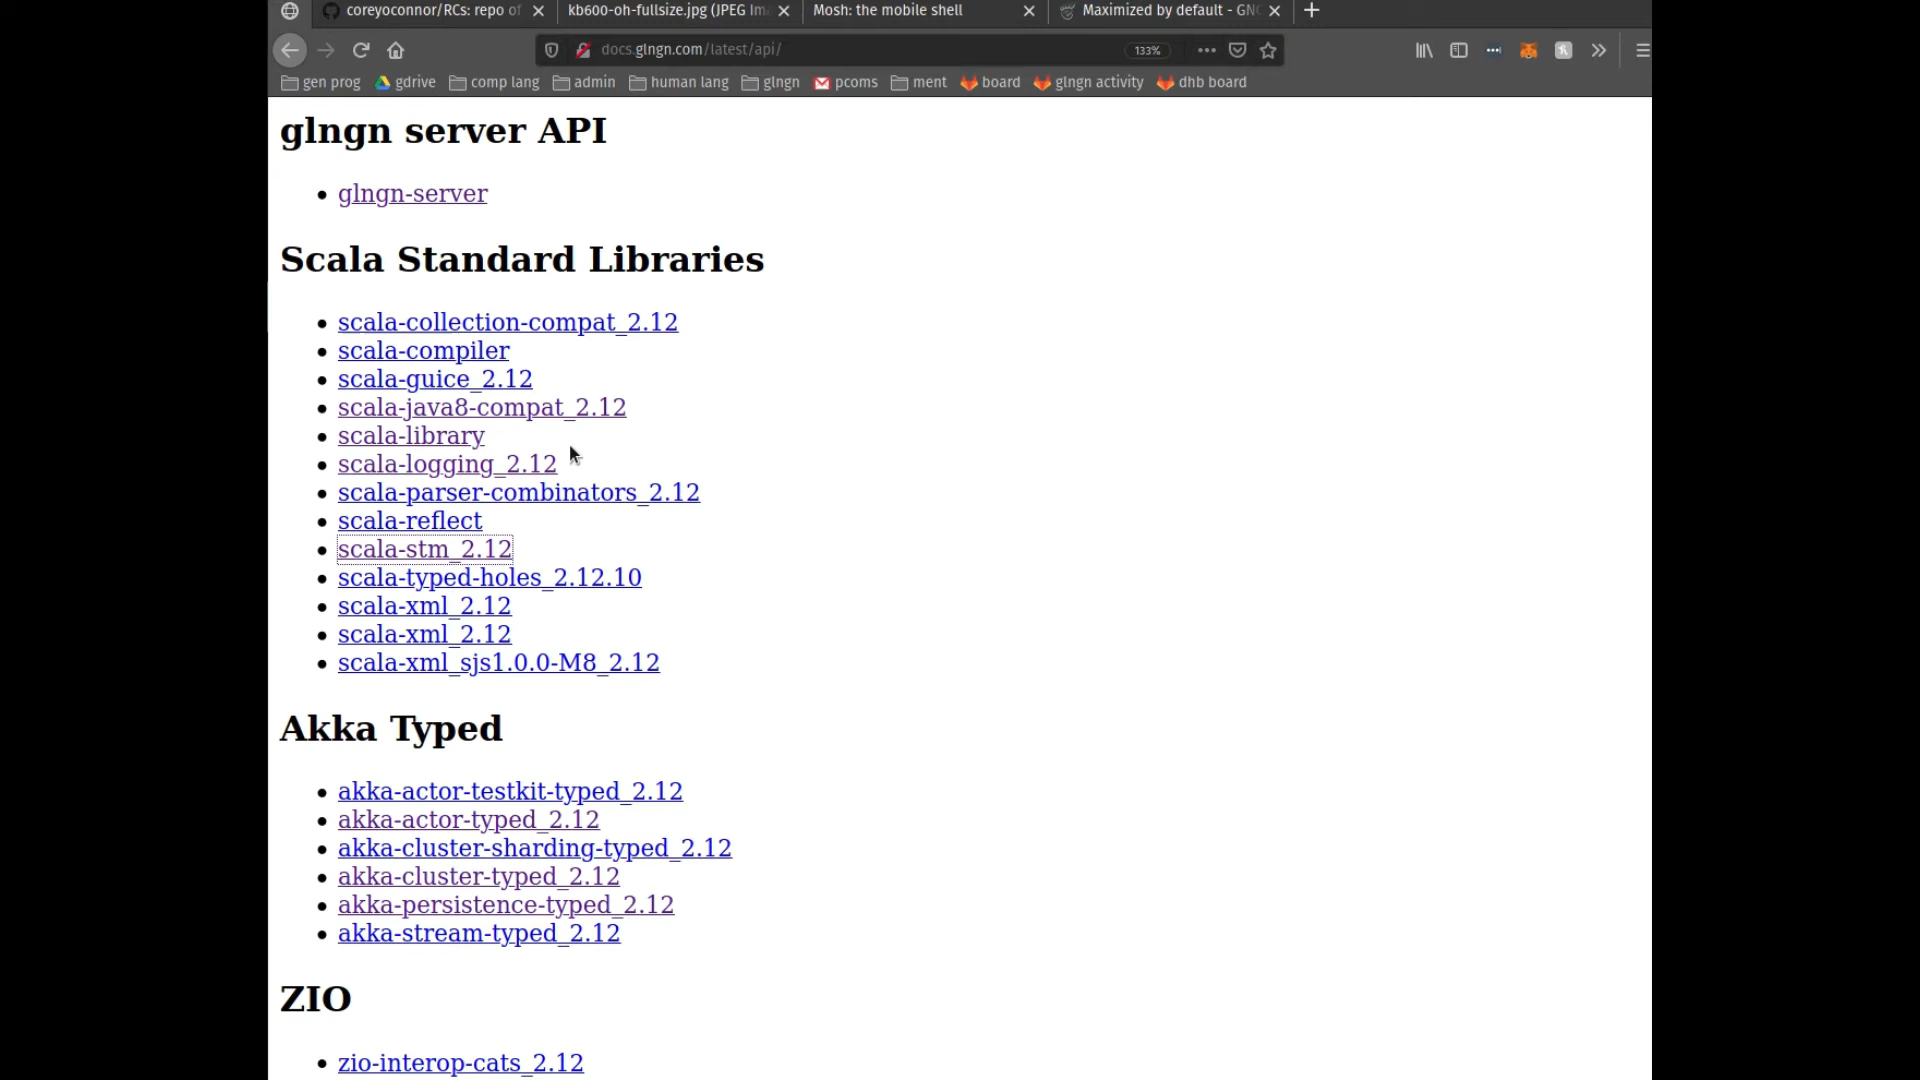 coreyoconnor/RCs: repo of
kb600-oh-fullsize.jpg (JPEG Im
Mosh: the mobile shell
Maximized by default - GN
docs.glngn.com/latest/api/
133%
gen prog
gdrive
comp lang
admin
human lang
glngn
pcoms
ment
board
glngn activity
dhb board
glngn server API
glngn-server
Scala Standard Libraries
scala-collection-compat_2.12
scala-compiler
scala-guice_2.12
scala-java8-compat_2.12
scala-library
scala-logging_2.12
scala-parser-combinators_2.12
scala-reflect
scala-stm_2.12
scala-typed-holes_2.12.10
scala-xml_2.12
scala-xml_2.12
scala-xml_sjs1.0.0-M8_2.12
Akka Typed
akka-actor-testkit-typed_2.12
akka-actor-typed_2.12
akka-cluster-sharding-typed_2.12
akka-cluster-typed_2.12
akka-persistence-typed_2.12
akka-stream-typed_2.12
ZIO
zio-interop-cats_2.12